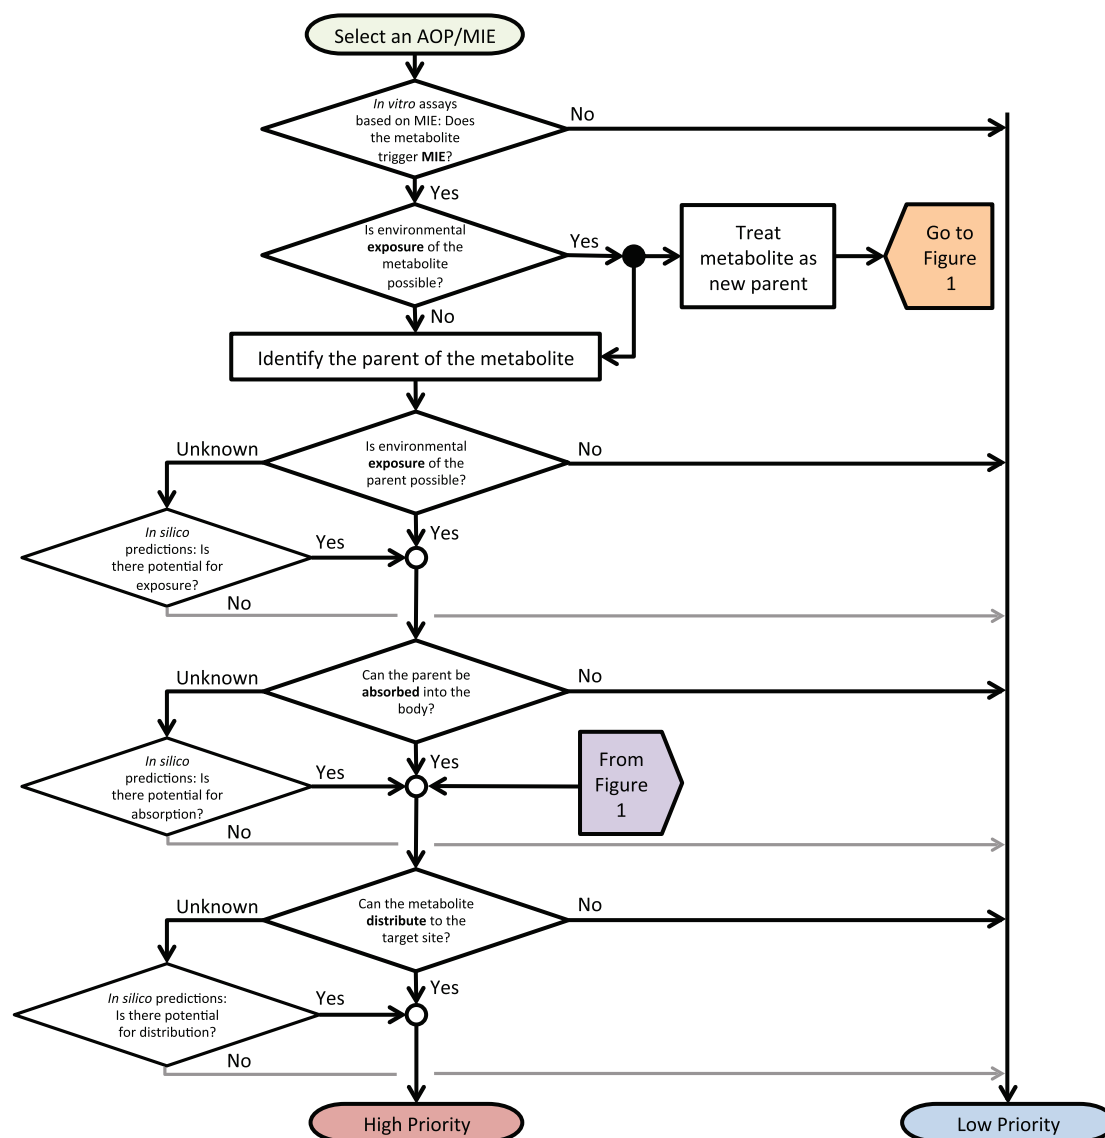 Select an AOP/MIE
In vitro assays
based on MIE: Does
the metabolite
trigger MIE?
No
Yes
Is environmental
exposure of the
metabolite
possible?
Yes
Treat
metabolite as
new parent
Go to
Figure
1
No
Identify the parent of the metabolite
Unknown
Is environmental
exposure of the
parent possible?
No
Yes
In silico
predictions: Is
there potential for
exposure?
Yes
No
Unknown
Can the parent be
absorbed into the
body?
No
Yes
In silico
predictions: Is
there potential for
absorption?
Yes
From
Figure
1
No
Unknown
Can the metabolite
distribute to the
target site?
No
Yes
In silico predictions:
Is there potential
for distribution?
Yes
No
High Priority
Low Priority